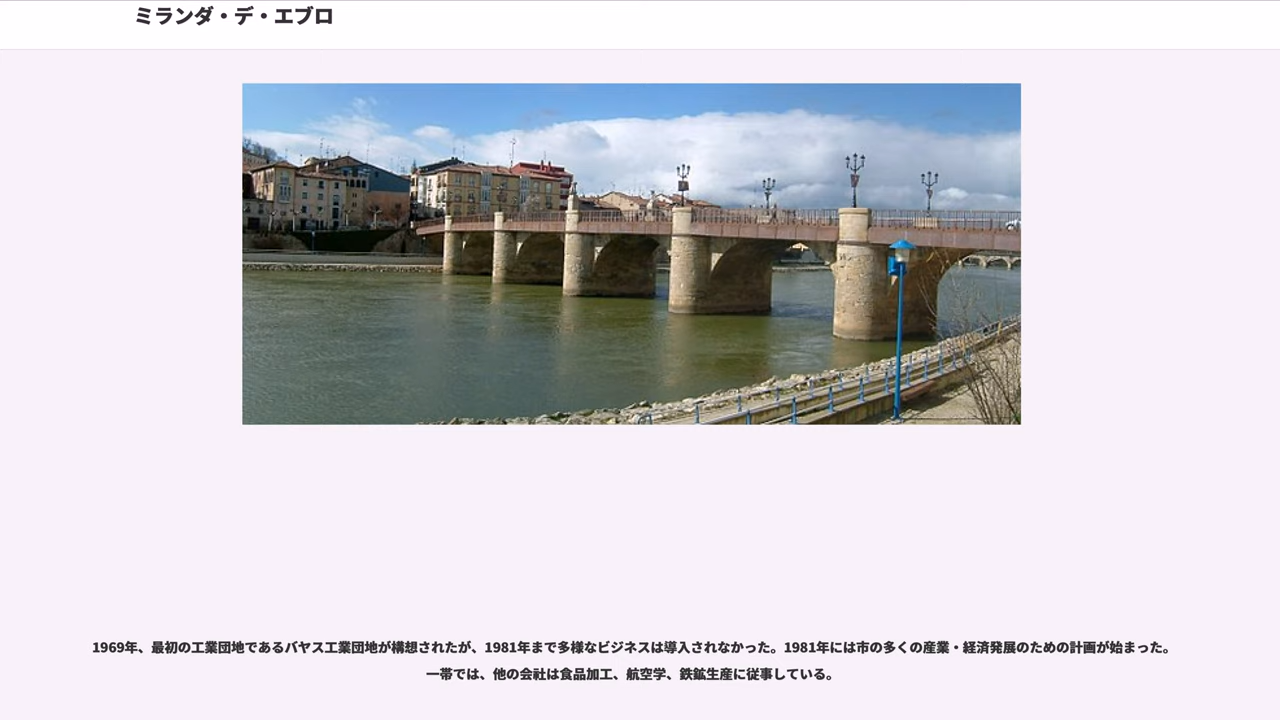 ミランダ・デ・エブロ
1969年、最初の工業団地であるバヤス工業団地が構想されたが、1981年まで多様なビジネスは導入されなかった。1981年には市の多くの産業・経済発展のための計画が始まった。
一帯では、他の会社は食品加工、航空学、鉄鉱生産に従事している。